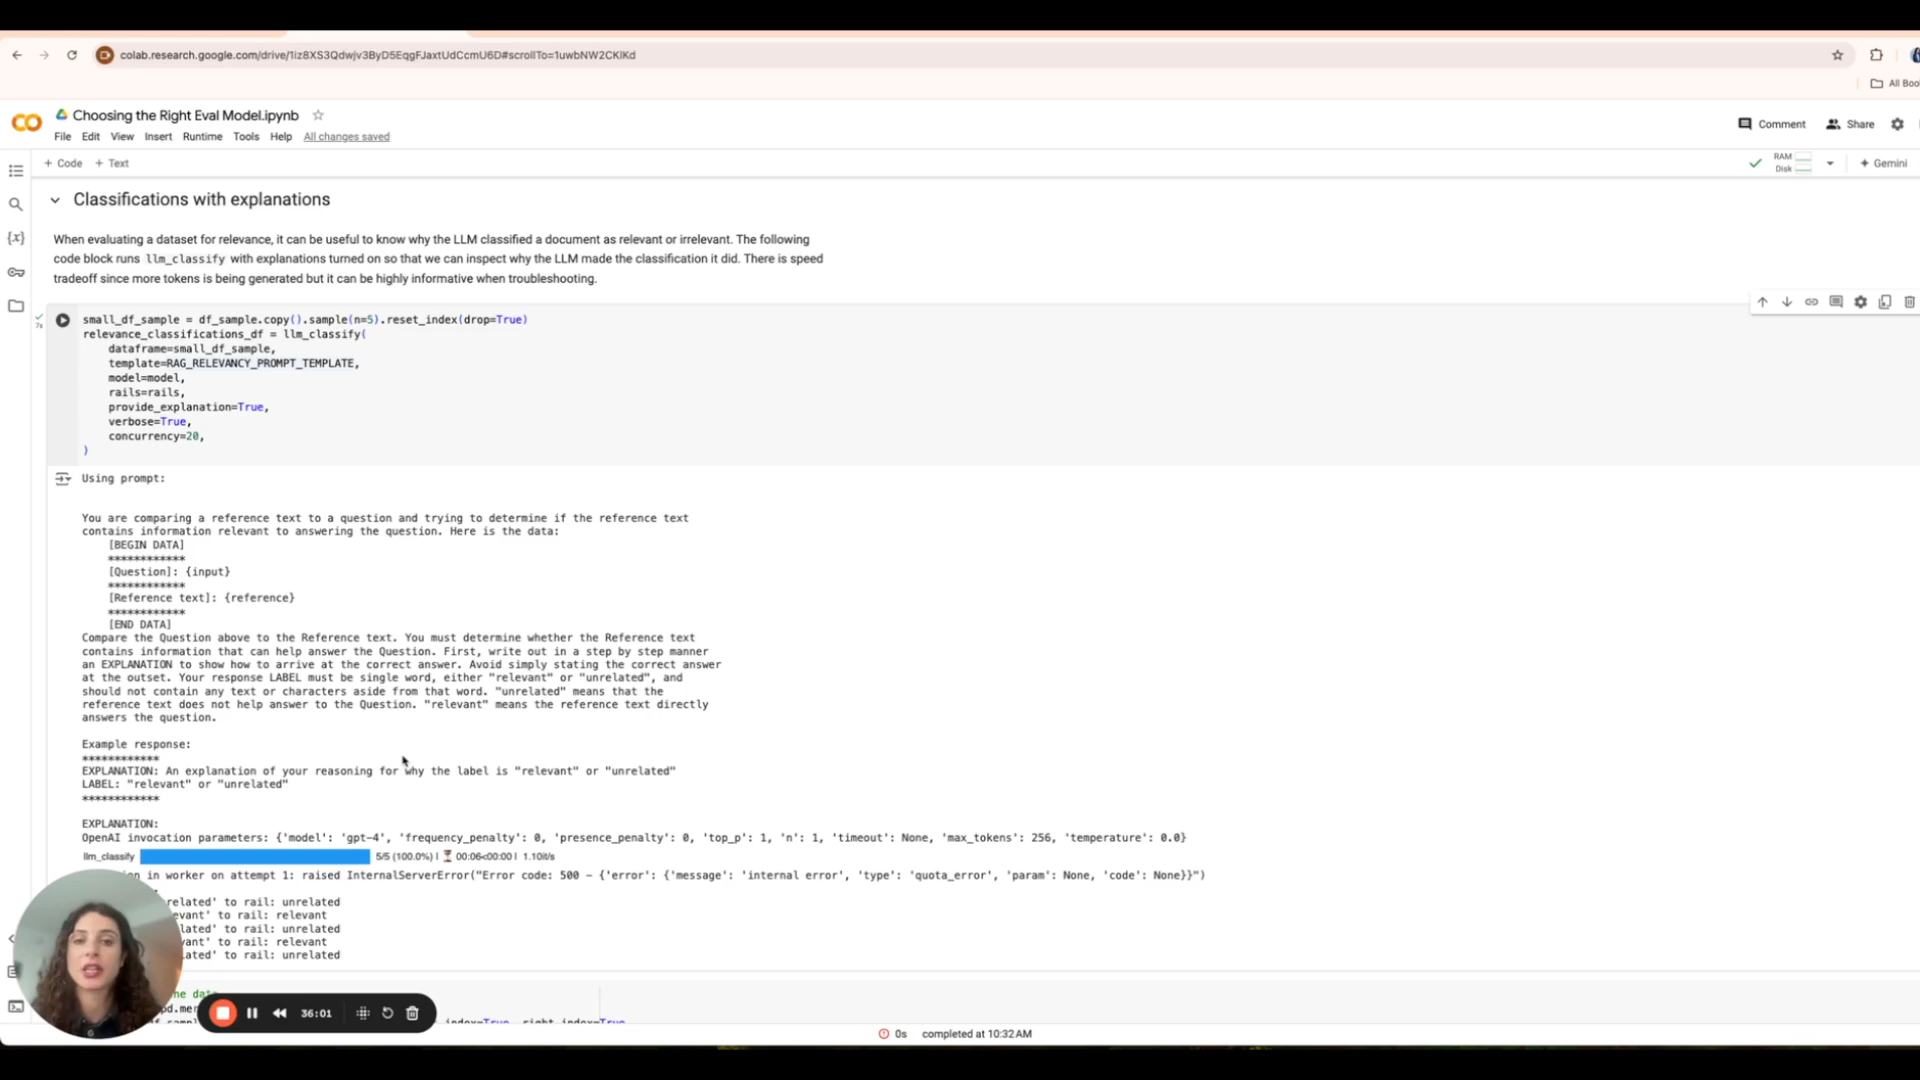 colab.research.google.com/drive/1iz8XS3Qdwjv3ByD5EqgFJaxtUdCcmU6D#scrollTo=1uwbNW2CKlKd
All Boo
CO
Choosing the Right Eval Model.ipynb
File Edit View Insert Runtime Tools Help All changes saved
Comment Share
+ Code + Text
RAM
Disk
Gemini
Classifications with explanations
When evaluating a dataset for relevance, it can be useful to know why the LLM classified a document as relevant or irrelevant. The following
code block runs llm_classify with explanations turned on so that we can inspect why the LLM made the classification it did. There is speed
tradeoff since more tokens is being generated but it can be highly informative when troubleshooting.
7s
small_df_sample = df_sample.copy().sample(n=5).reset_index(drop=True)
relevance_classifications_df = llm_classify(
dataframe=small_df_sample,
template=RAG_RELEVANCY_PROMPT_TEMPLATE,
model=model,
rails=rails,
provide_explanation=True,
verbose=True,
concurrency=20,
)
Using prompt:
You are comparing a reference text to a question and trying to determine if the reference text
contains information relevant to answering the question. Here is the data:
[BEGIN DATA]
************
[Question]: {input}
************
[Reference text]: {reference}
************
[END DATA]
Compare the Question above to the Reference text. You must determine whether the Reference text
contains information that can help answer the Question. First, write out in a step by step manner
an EXPLANATION to show how to arrive at the correct answer. Avoid simply stating the correct answer
at the outset. Your response LABEL must be single word, either "relevant" or "unrelated", and
should not contain any text or characters aside from that word. "unrelated" means that the
reference text does not help answer to the Question. "relevant" means the reference text directly
answers the question.
Example response:
************
EXPLANATION: An explanation of your reasoning for why the label is "relevant" or "unrelated"
LABEL: "relevant" or "unrelated"
************
EXPLANATION:
OpenAI invocation parameters: {'model': 'gpt-4', 'frequency_penalty': 0, 'presence_penalty': 0, 'top_p': 1, 'n': 1, 'timeout': None, 'max_tokens': 256, 'temperature': 0.0}
llm_classify 5/5 (100.0%) | ⏳ 00:06<00:00 | 1.10it/s
on in worker on attempt 1: raised InternalServerError("Error code: 500 - {'error': {'message': 'internal error', 'type': 'quota_error', 'param': None, 'code': None}}")
related' to rail: unrelated
evant' to rail: relevant
lated' to rail: unrelated
vant' to rail: relevant
ated' to rail: unrelated
36:01
0s completed at 10:32AM